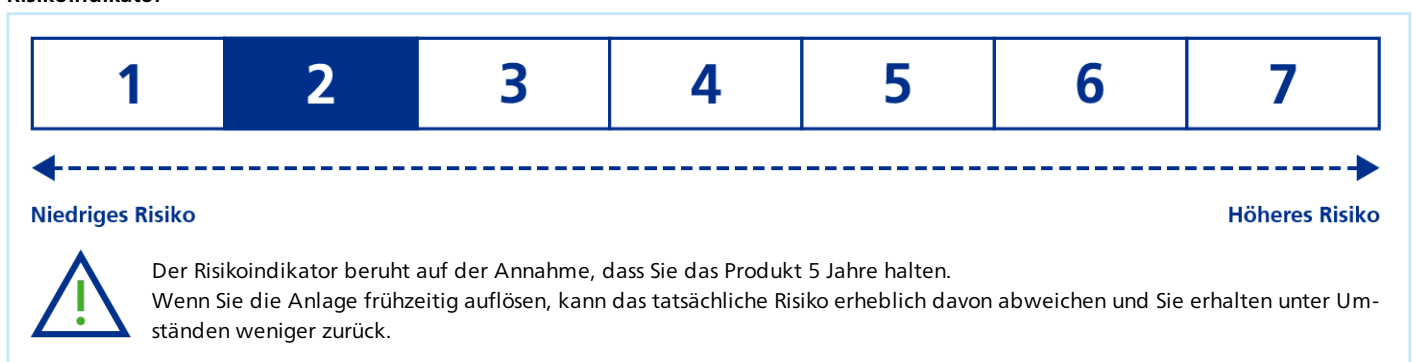 Risikoindikator
1 2 3 4 5 6 7
Niedriges Risiko Höheres Risiko
Der Risikoindikator beruht auf der Annahme, dass Sie das Produkt 5 Jahre halten.
Wenn Sie die Anlage frühzeitig auflösen, kann das tatsächliche Risiko erheblich davon abweichen und Sie erhalten unter Um-
ständen weniger zurück.